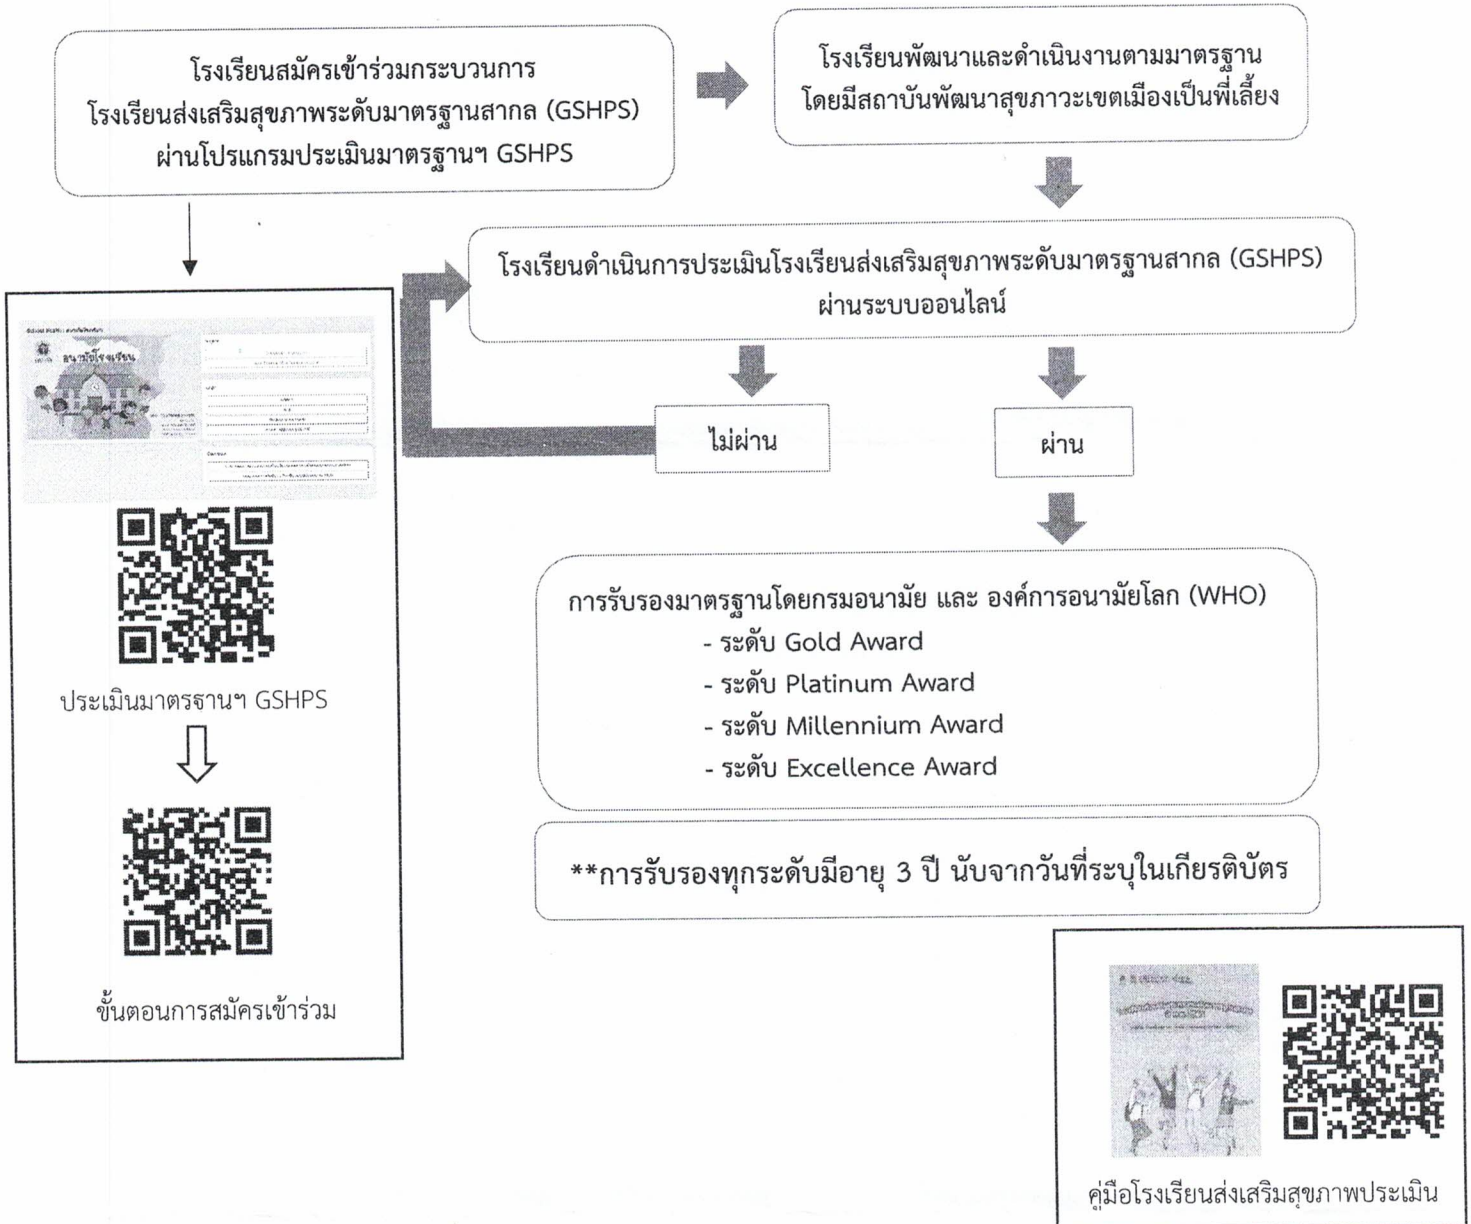 โรงเรียนสมัครเข้าร่วมกระบวนการ
โรงเรียนส่งเสริมสุขภาพระดับมาตรฐานสากล (GSHPS)
ผ่านโปรแกรมประเมินมาตรฐานฯ GSHPS
โรงเรียนพัฒนาและดำเนินงานตามมาตรฐาน
โดยมีสถาบันพัฒนาสุขภาวะเขตเมืองเป็นพี่เลี้ยง
โรงเรียนดำเนินการประเมินโรงเรียนส่งเสริมสุขภาพระดับมาตรฐานสากล (GSHPS)
ผ่านระบบออนไลน์
ไม่ผ่าน
ผ่าน
การรับรองมาตรฐานโดยกรมอนามัย และ องค์การอนามัยโลก (WHO)
- ระดับ Gold Award
- ระดับ Platinum Award
- ระดับ Millennium Award
- ระดับ Excellence Award
**การรับรองทุกระดับมีอายุ 3 ปี นับจากวันที่ระบุในเกียรติบัตร
อนามัยโรงเรียน
ประเมินมาตรฐานฯ GSHPS
ขั้นตอนการสมัครเข้าร่วม
คู่มือโรงเรียนส่งเสริมสุขภาพประเมิน